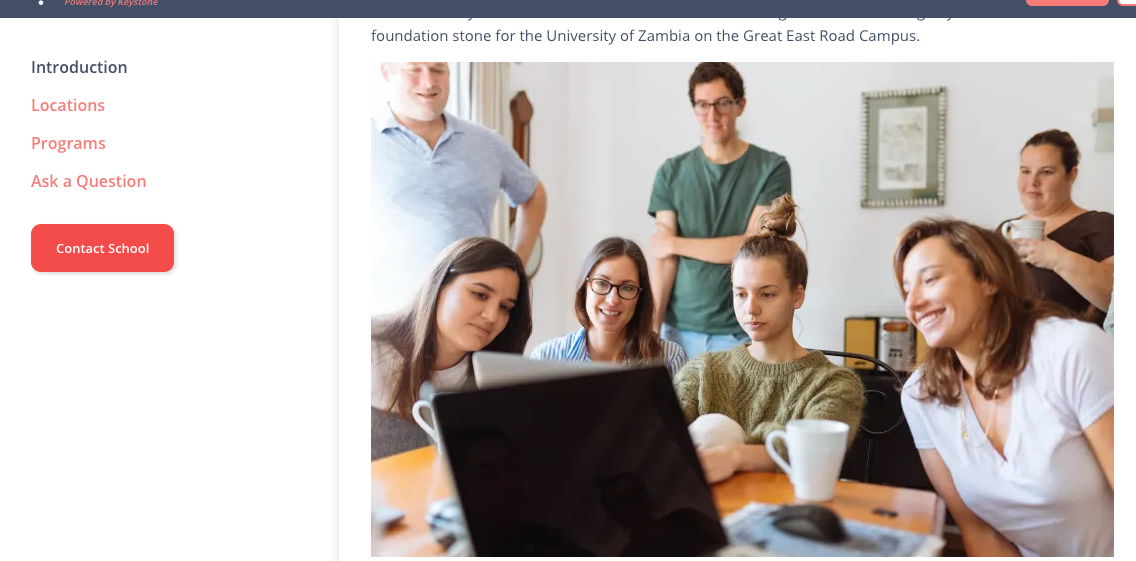 Powered by Keystone
foundation stone for the University of Zambia on the Great East Road Campus.
Introduction
Locations
Programs
Ask a Question
Contact School